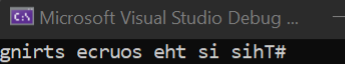 Microsoft Visual Studio Debug ...
gnirts ecruos eht si sihT#